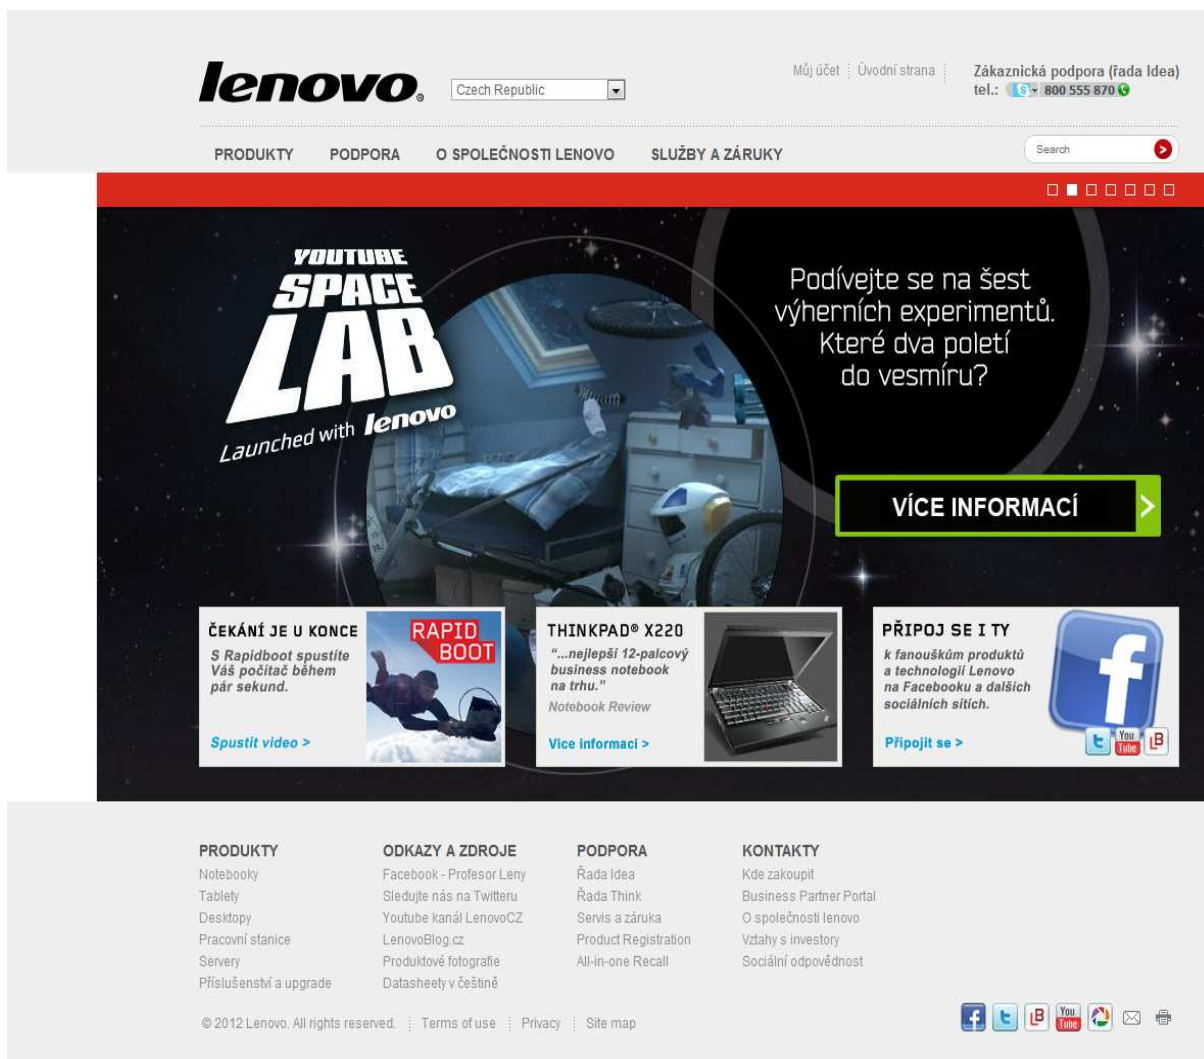 lenovo
Czech Republic
Můj účet
Úvodní strana
Zákaznická podpora (řada Idea)
tel.: 800 555 870
PRODUKTY
PODPORA
O SPOLEČNOSTI LENOVO
SLUŽBY A ZÁRUKY
Search
YOUTUBE
SPACE
LAB
Launched with lenovo
Podívejte se na šest
výherních experimentů.
Které dva poletí
do vesmíru?
VÍCE INFORMACÍ
ČEKÁNÍ JE U KONCE
S Rapidboot spustíte
Váš počítač během
pár sekund.
Spustit video >
RAPID
BOOT
THINKPAD® X220
“...nejlepší 12-palcový
business notebook
na trhu.”
Notebook Review
Více informací >
PŘIPOJ SE I TY
k fanouškům produktů
a technologií Lenovo
na Facebooku a dalších
sociálních sítích.
Připojit se >
You
Tube
LB
PRODUKTY
Notebooky
Tablety
Desktopy
Pracovní stanice
Servery
Příslušenství a upgrade
ODKAZY A ZDROJE
Facebook - Profesor Leny
Sledujte nás na Twitteru
Youtube kanál LenovoCZ
LenovoBlog.cz
Produktové fotografie
Datasheety v češtině
PODPORA
Řada Idea
Řada Think
Servis a záruka
Product Registration
All-in-one Recall
KONTAKTY
Kde zakoupit
Business Partner Portal
O společnosti lenovo
Vztahy s investory
Sociální odpovědnost
© 2012 Lenovo. All rights reserved.
Terms of use
Privacy
Site map
LB
You
Tube